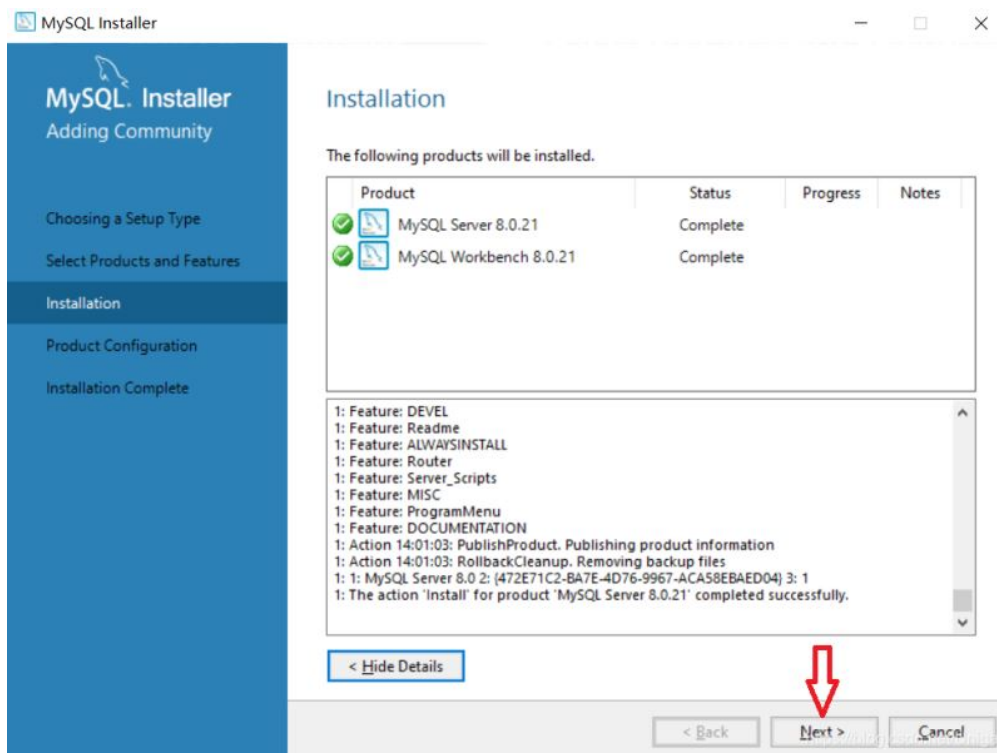 MySQL Installer
MySQL. Installer
Adding Community
Choosing a Setup Type
Select Products and Features
Installation
Product Configuration
Installation Complete
Installation
The following products will be installed.
Product Status Progress Notes
MySQL Server 8.0.21 Complete
MySQL Workbench 8.0.21 Complete
1: Feature: DEVEL
1: Feature: Readme
1: Feature: ALWAYSINSTALL
1: Feature: Router
1: Feature: Server_Scripts
1: Feature: MISC
1: Feature: ProgramMenu
1: Feature: DOCUMENTATION
1: Action 14:01:03: PublishProduct. Publishing product information
1: Action 14:01:03: RollbackCleanup. Removing backup files
1: 1: MySQL Server 8.0 2: {472E71C2-BA7E-4D76-9967-ACA58EBAED04} 3: 1
1: The action 'Install' for product 'MySQL Server 8.0.21' completed successfully.
< Hide Details
< Back Next > Cancel